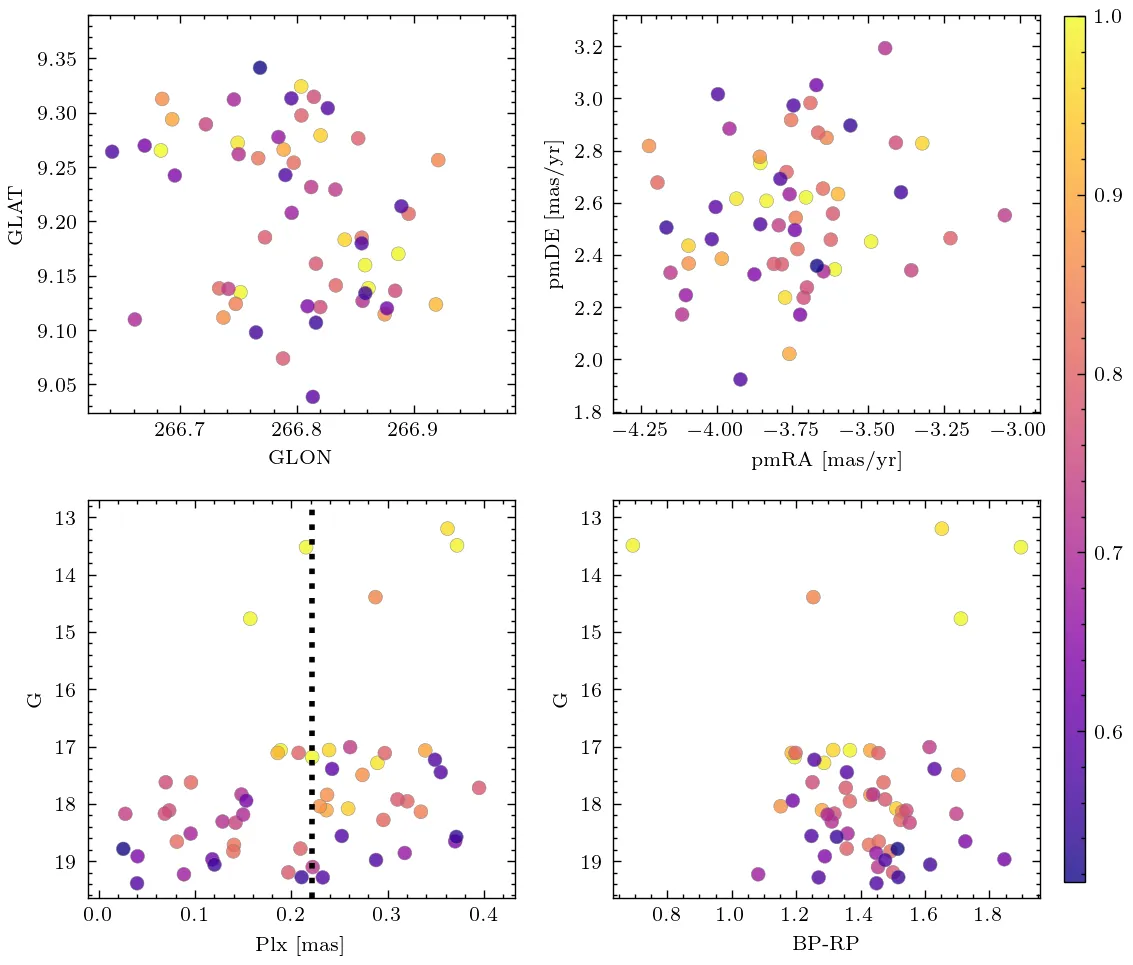 9.35
9.30
9.25
9.20
9.15
9.10
9.05
GLAT
266.7 266.8 266.9
GLON
3.2
3.0
2.8
2.6
2.4
2.2
2.0
1.8
pmDE [mas/yr]
−4.25 −4.00 −3.75 −3.50 −3.25 −3.00
pmRA [mas/yr]
1.0
0.9
0.8
0.7
0.6
13
14
15
16
17
18
19
G
0.0 0.1 0.2 0.3 0.4
Plx [mas]
13
14
15
16
17
18
19
G
0.8 1.0 1.2 1.4 1.6 1.8
BP-RP